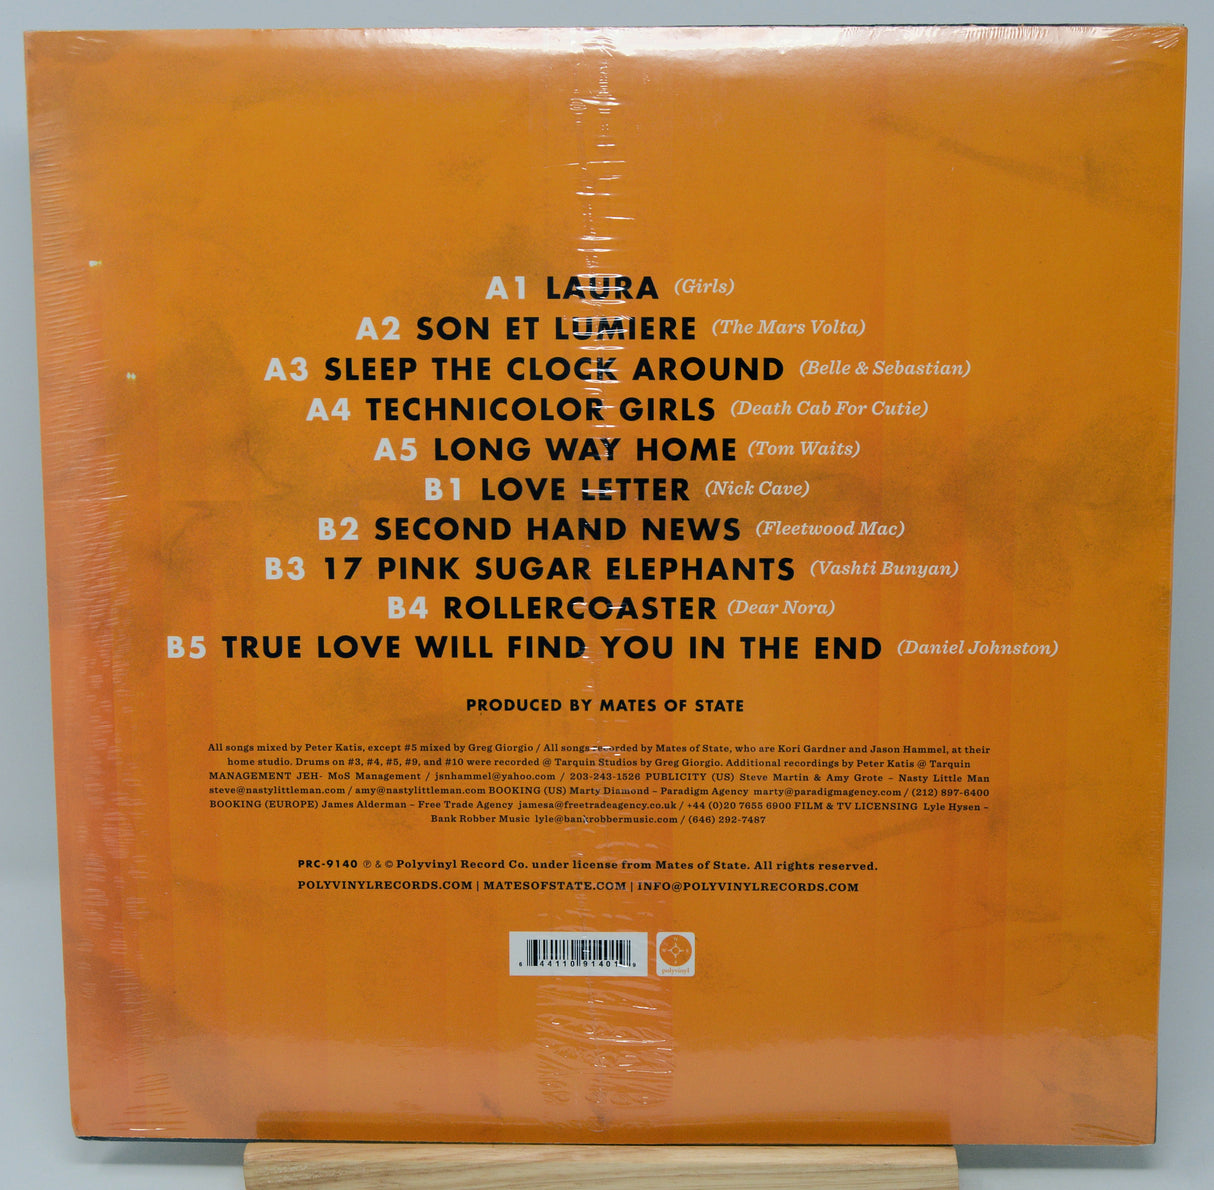 A1 LAURA (Girls)
A2 SON ET LUMIERE (The Mars Volta)
A3 SLEEP THE CLOCK AROUND (Belle & Sebastian)
A4 TECHNICOLOR GIRLS (Death Cab For Cutie)
A5 LONG WAY HOME (Tom Waits)
B1 LOVE LETTER (Nick Cave)
B2 SECOND HAND NEWS (Fleetwood Mac)
B3 17 PINK SUGAR ELEPHANTS (Vashti Bunyan)
B4 ROLLERCOASTER (Dear Nora)
B5 TRUE LOVE WILL FIND YOU IN THE END (Daniel Johnston)
PRODUCED BY MATES OF STATE
All songs mixed by Peter Katis, except #5 mixed by Greg Giorgio / All songs recorded by Mates of State, who are Kori Gardner and Jason Hammel, at their
home studio. Drums on #3, #4, #5, #9, and #10 were recorded @ Tarquin Studios by Greg Giorgio. Additional recordings by Peter Katis @ Tarquin
MANAGEMENT JEH- MoS Management / jsnhammel@yahoo.com / 203-243-1526 PUBLICITY (US) Steve Martin & Amy Grote – Nasty Little Man
steve@nastylittleman.com / amy@nastylittleman.com BOOKING (US) Marty Diamond – Paradigm Agency marty@paradigmagency.com / (212) 897-6400
BOOKING (EUROPE) James Alderman – Free Trade Agency jamesa@freetradeagency.co.uk / +44 (0)20 7655 6900 FILM & TV LICENSING Lyle Hysen –
Bank Robber Music lyle@bankrobbermusic.com / (646) 292-7487
PRC-9140 ℗ & © Polyvinyl Record Co. under license from Mates of State. All rights reserved.
POLYVINYLRECORDS.COM | MATESOFSTATE.COM | INFO@POLYVINYLRECORDS.COM
6 44110 91401 9
N
W E
S
polyvinyl